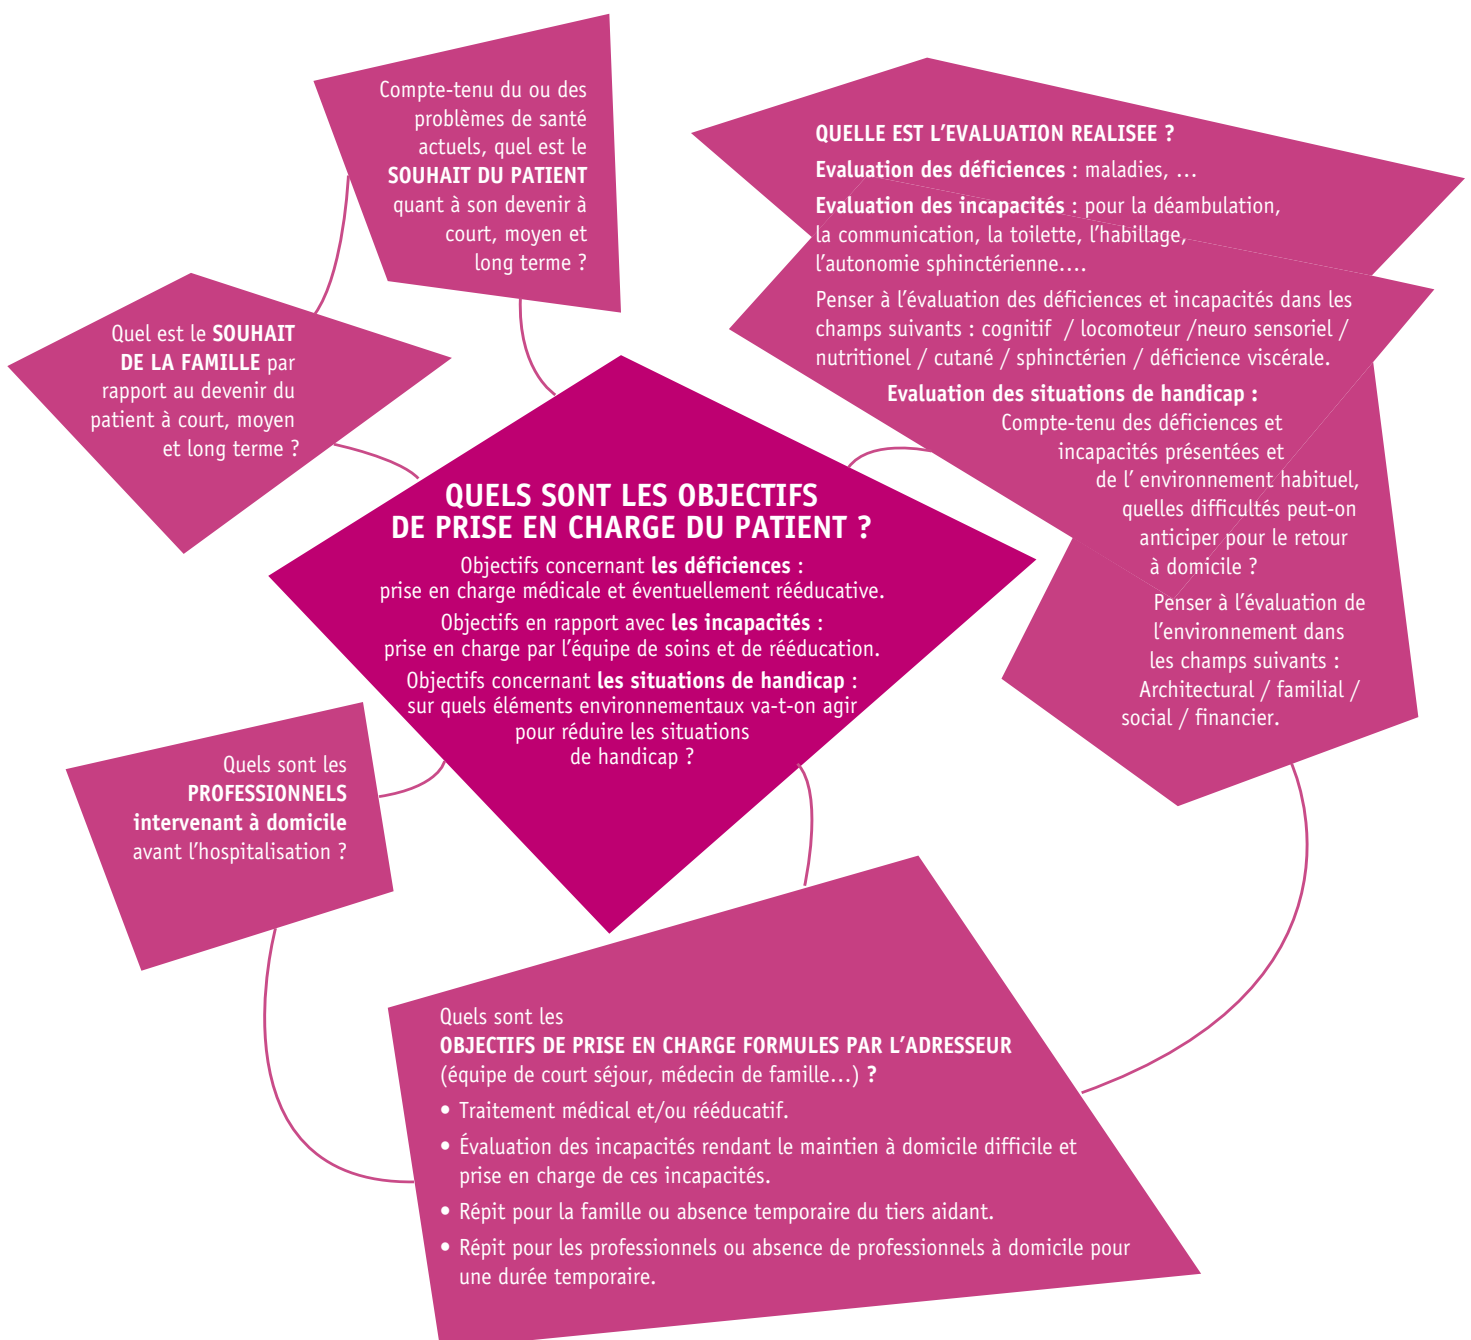 Compte-tenu du ou des
problèmes de santé
actuels, quel est le
SOUHAIT DU PATIENT
quant à son devenir à
court, moyen et
long terme ?
QUELLE EST L'EVALUATION REALISEE ?
Evaluation des déficiences : maladies, ...
Evaluation des incapacités : pour la déambulation,
la communication, la toilette, l'habillage,
l'autonomie sphinctérienne....
Penser à l'évaluation des déficiences et incapacités dans les
champs suivants : cognitif / locomoteur /neuro sensoriel /
nutritionel / cutané / sphinctérien / déficience viscérale.
Evaluation des situations de handicap :
Compte-tenu des déficiences et
incapacités présentées et
de l' environnement habituel,
quelles difficultés peut-on
anticiper pour le retour
à domicile ?
Penser à l'évaluation de
l'environnement dans
les champs suivants :
Architectural / familial /
social / financier.
Quel est le SOUHAIT
DE LA FAMILLE par
rapport au devenir du
patient à court, moyen
et long terme ?
QUELS SONT LES OBJECTIFS
DE PRISE EN CHARGE DU PATIENT ?
Objectifs concernant les déficiences :
prise en charge médicale et éventuellement rééducative.
Objectifs en rapport avec les incapacités :
prise en charge par l'équipe de soins et de rééducation.
Objectifs concernant les situations de handicap :
sur quels éléments environnementaux va-t-on agir
pour réduire les situations
de handicap ?
Quels sont les
PROFESSIONNELS
intervenant à domicile
avant l'hospitalisation ?
Quels sont les
OBJECTIFS DE PRISE EN CHARGE FORMULES PAR L'ADRESSEUR
(équipe de court séjour, médecin de famille...) ?
• Traitement médical et/ou rééducatif.
• Évaluation des incapacités rendant le maintien à domicile difficile et
prise en charge de ces incapacités.
• Répit pour la famille ou absence temporaire du tiers aidant.
• Répit pour les professionnels ou absence de professionnels à domicile pour
une durée temporaire.